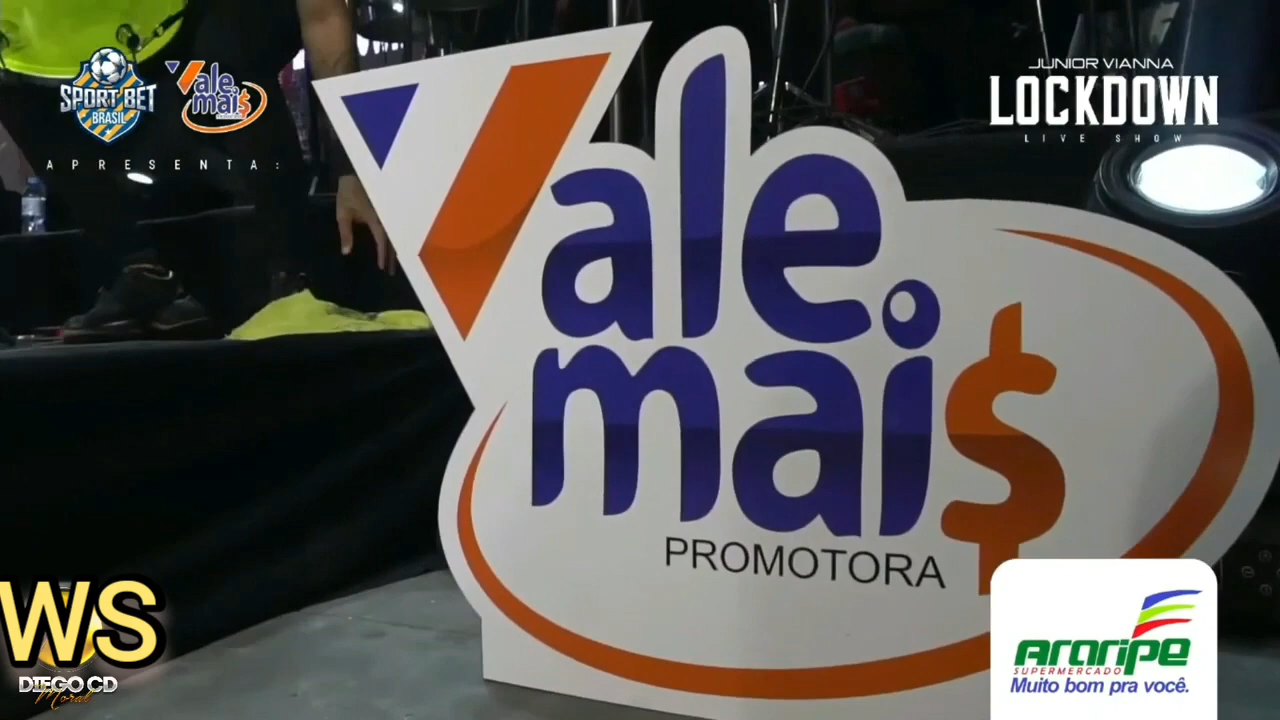 SPORT BET
BRASIL
Vale.
mai$
APRESENTA:
JUNIOR VIANNA
LOCKDOWN
LIVE SHOW
Vale.
mai$
PROMOTORA
WS
DIEGO CD
Moral
Araripe
SUPERMERCADO
Muito bom pra você.